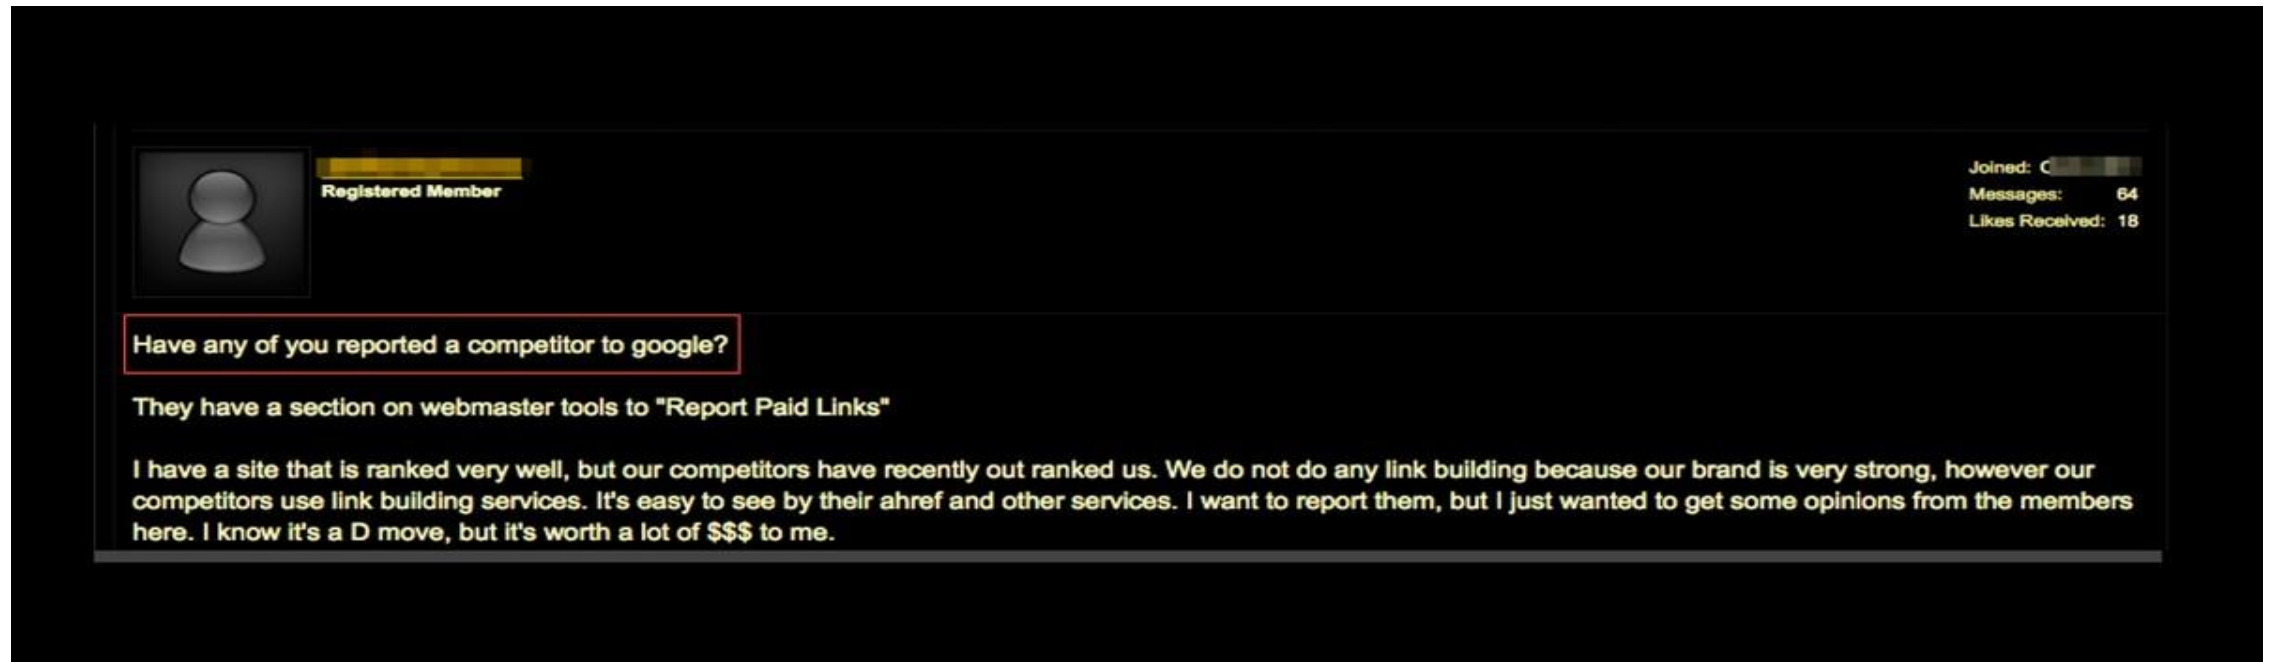 Registered Member
Joined:
Messages: 64
Likes Received: 18
Have any of you reported a competitor to google?
They have a section on webmaster tools to "Report Paid Links"
I have a site that is ranked very well, but our competitors have recently out ranked us. We do not do any link building because our brand is very strong, however our
competitors use link building services. It's easy to see by their ahref and other services. I want to report them, but I just wanted to get some opinions from the members
here. I know it's a D move, but it's worth a lot of $$$ to me.